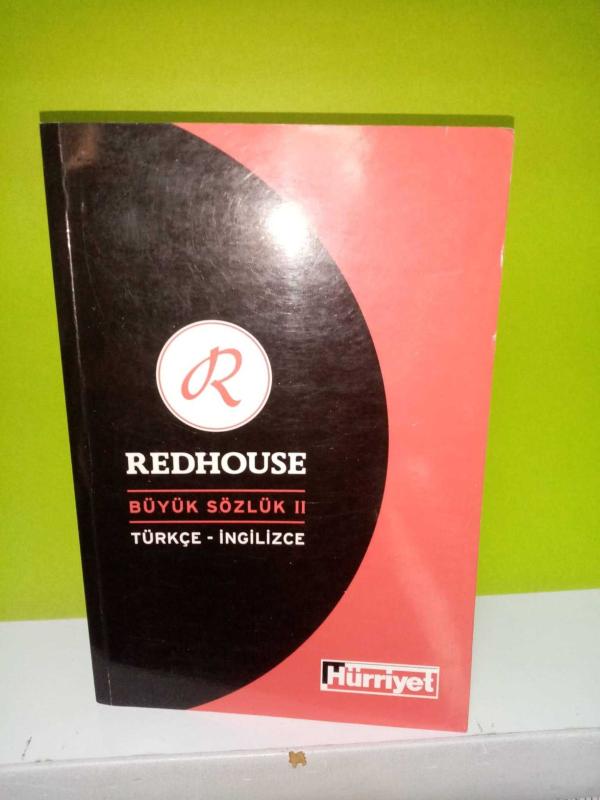 R
REDHOUSE
BÜYÜK SÖZLÜK II
TÜRKÇE - İNGİLİZCE
Hürriyet